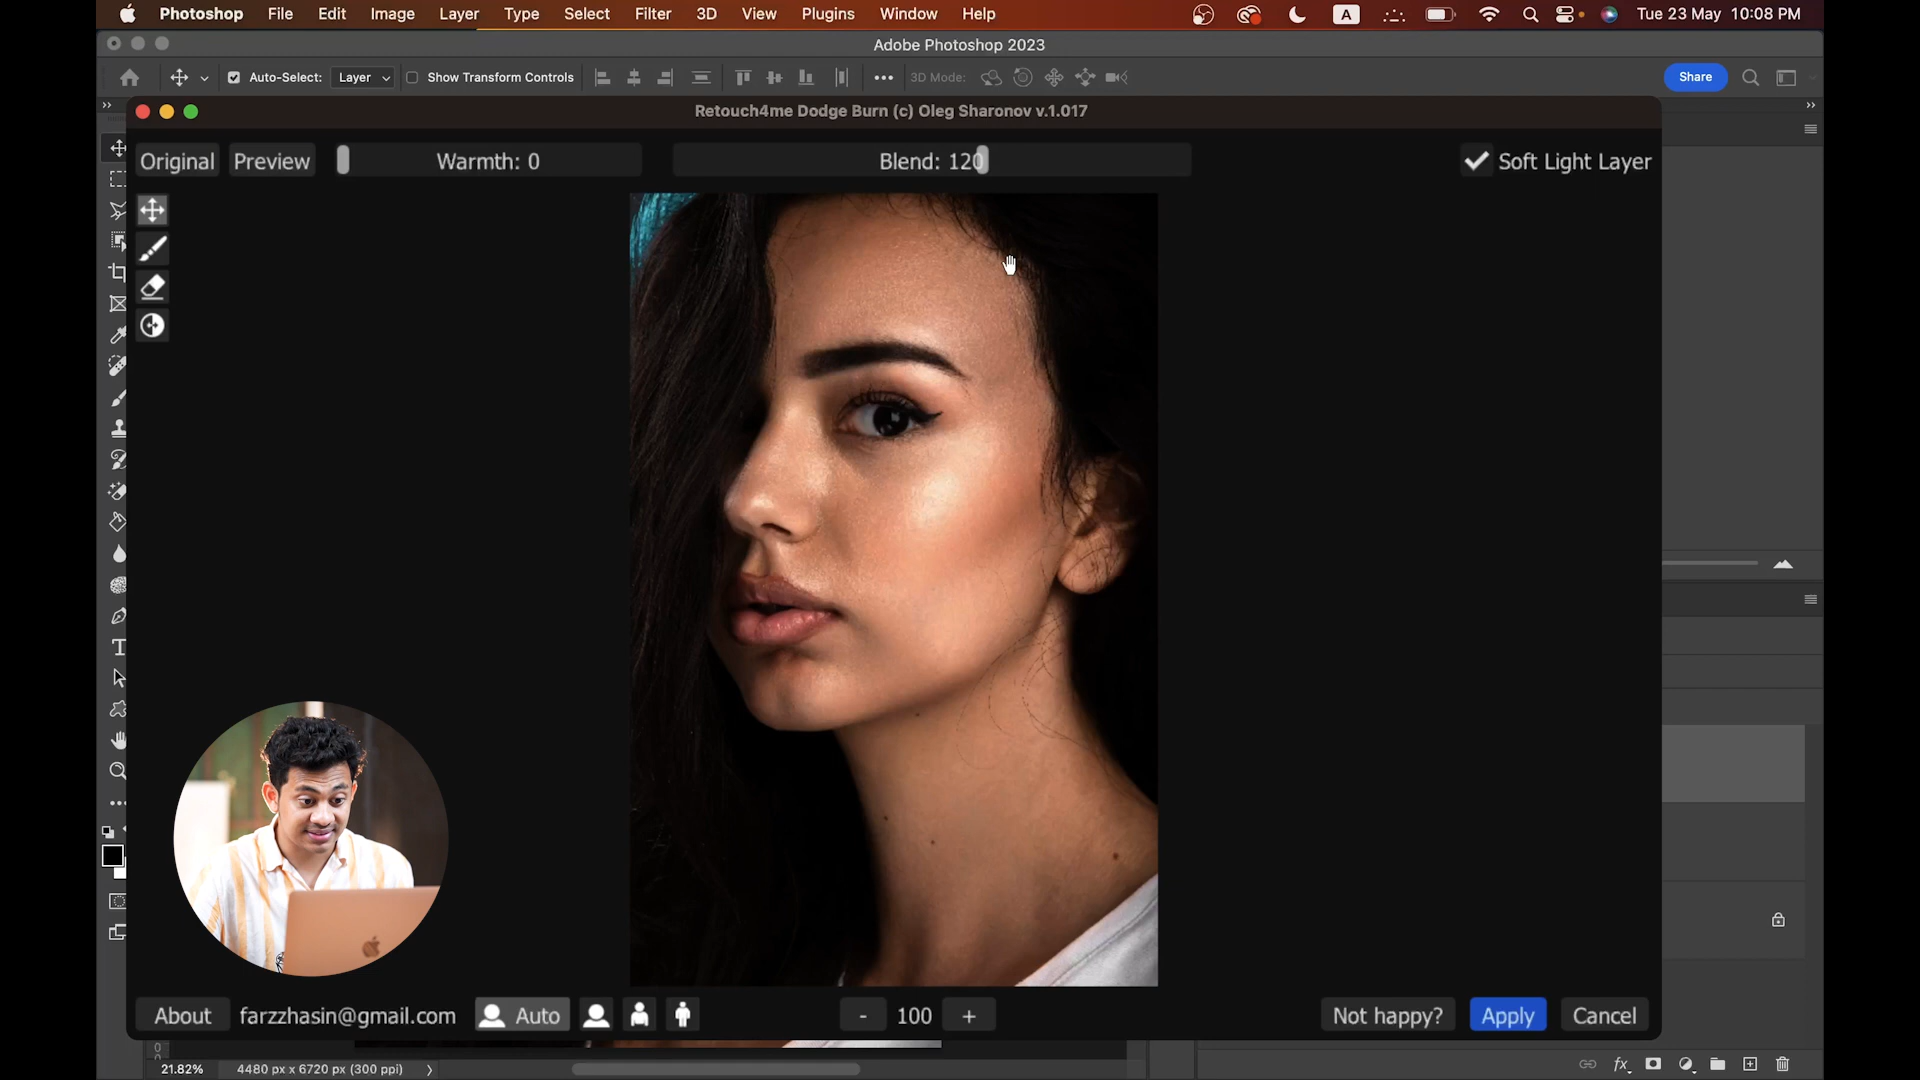 Photoshop File Edit Image Layer Type Select Filter 3D View Plugins Window Help A Tue 23 May 10:08 PM
Adobe Photoshop 2023
Auto-Select: Layer Show Transform Controls 3D Mode: Share
Retouch4me Dodge Burn (c) Oleg Sharonov v.1.017
Original Preview Warmth: 0 Blend: 120 Soft Light Layer
About farzzhasin@gmail.com Auto - 100 + Not happy? Apply Cancel
21.82% 4480 px x 6720 px (300 ppi) fx